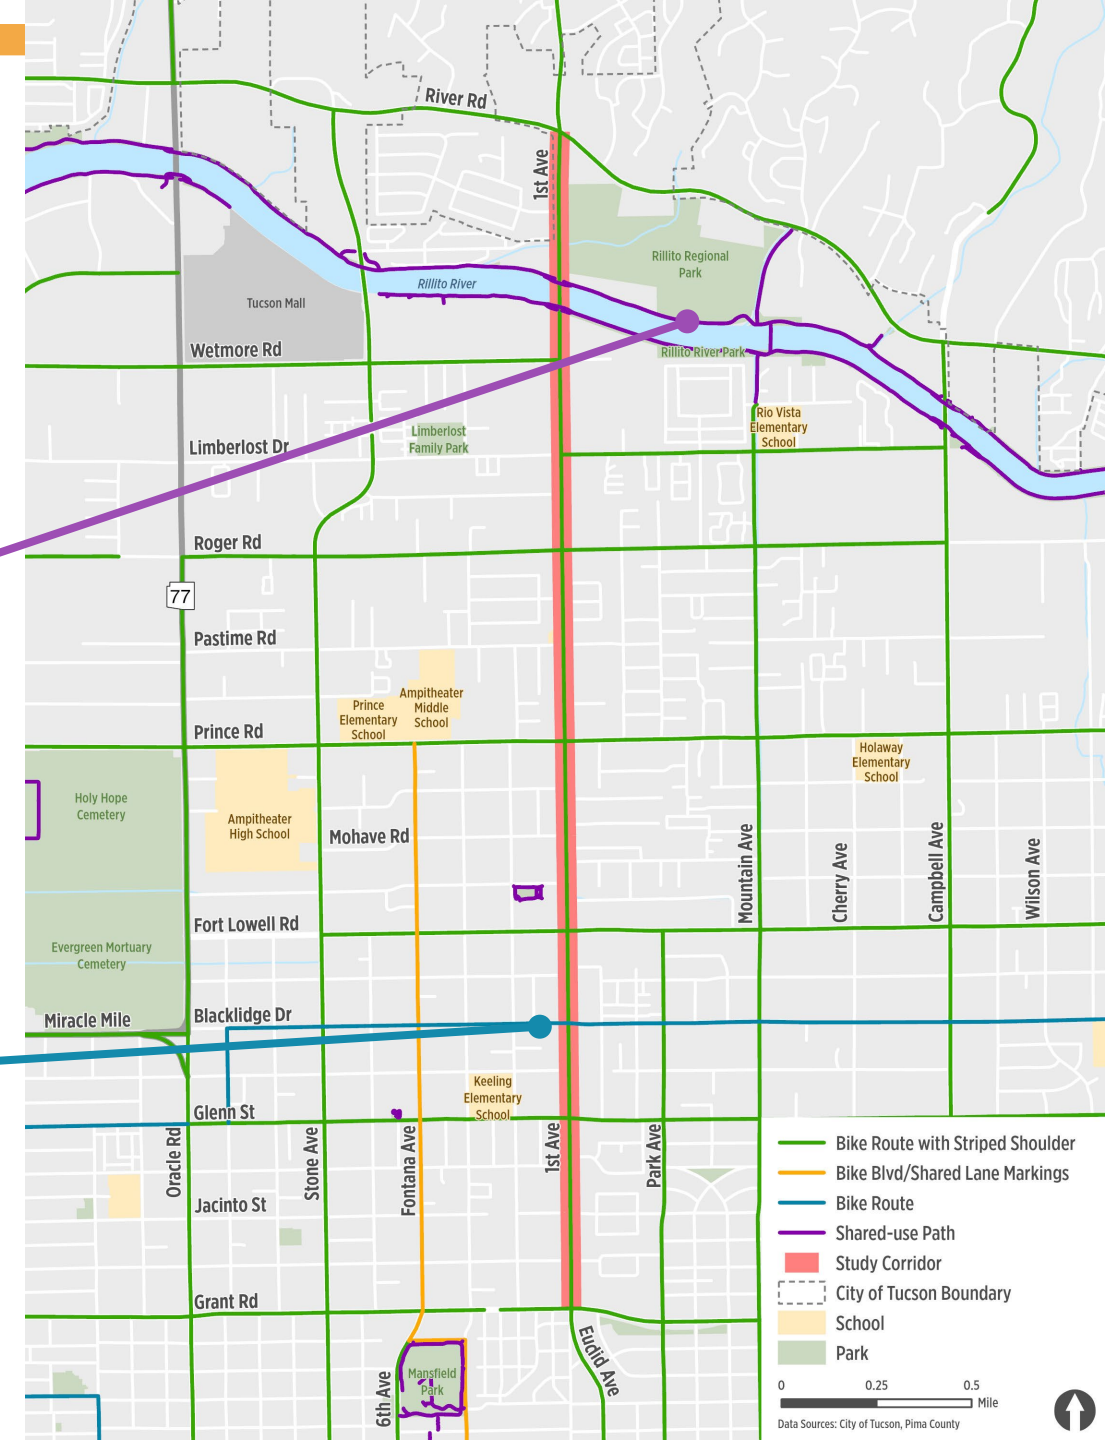 River Rd
1st Ave
Rillito Regional
Park
Rillito River
Tucson Mall
Wetmore Rd
Rillito River Park
Rio Vista
Elementary
School
Limberlost
Family Park
Limberlost Dr
Roger Rd
77
Pastime Rd
Ampitheater
Middle
School
Prince
Elementary
School
Prince Rd
Holaway
Elementary
School
Holy Hope
Cemetery
Ampitheater
High School
Mohave Rd
Mountain Ave
Cherry Ave
Campbell Ave
Wilson Ave
Fort Lowell Rd
Evergreen Mortuary
Cemetery
Miracle Mile
Blacklidge Dr
Keeling
Elementary
School
Glenn St
Oracle Rd
Stone Ave
Fontana Ave
1st Ave
Park Ave
Jacinto St
Grant Rd
Euclid Ave
6th Ave
Mansfield
Park
Bike Route with Striped Shoulder
Bike Blvd/Shared Lane Markings
Bike Route
Shared-use Path
Study Corridor
City of Tucson Boundary
School
Park
0 0.25 0.5
Mile
Data Sources: City of Tucson, Pima County